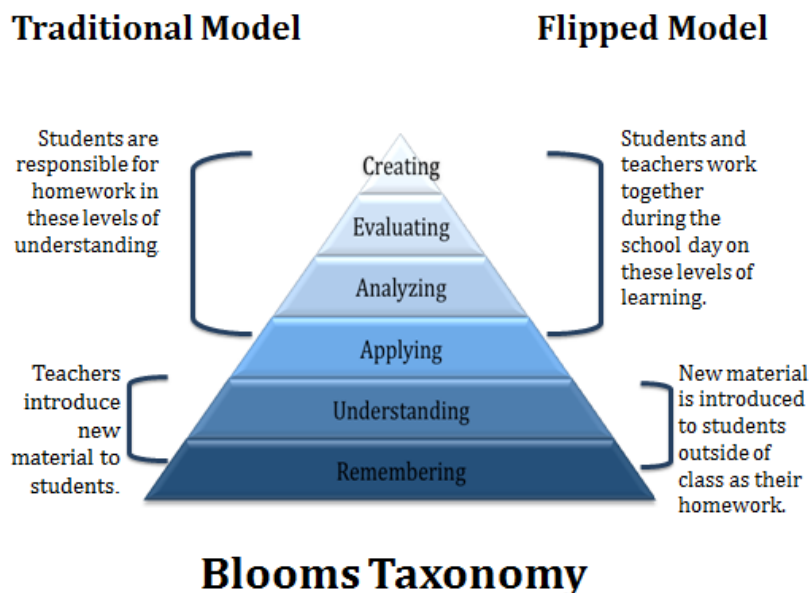 Traditional Model
Flipped Model
Students are
responsible for
homework in
these levels of
understanding
Students and
teachers work
together
during the
school day on
these levels of
learning.
Creating
Evaluating
Analyzing
Applying
Understanding
Remembering
Teachers
introduce
new
material to
students.
New material
is introduced
to students
outside of
class as their
homework.
Blooms Taxonomy